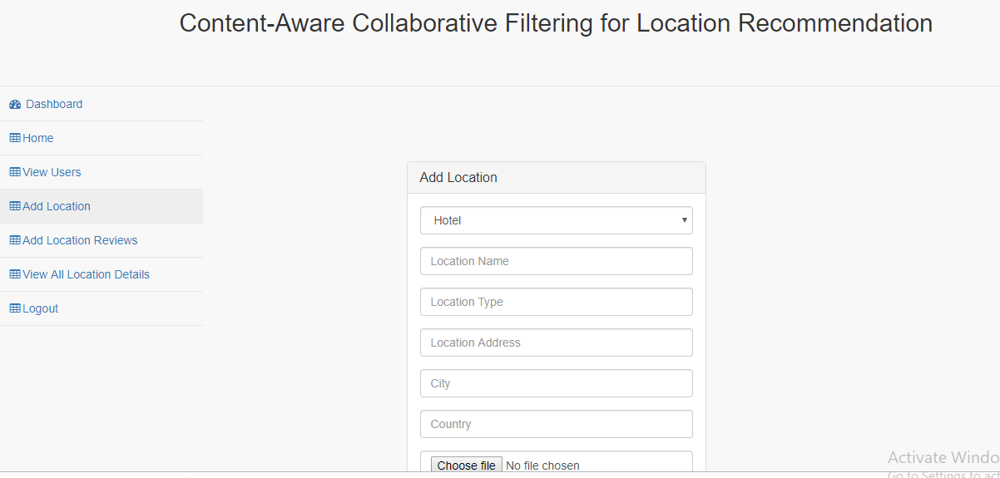 Content-Aware Collaborative Filtering for Location Recommendation
Dashboard
Home
View Users
Add Location
Add Location Reviews
View All Location Details
Logout
Add Location
Hotel
Location Name
Location Type
Location Address
City
Country
Choose file No file chosen
Activate Windo
Go to Settings to act